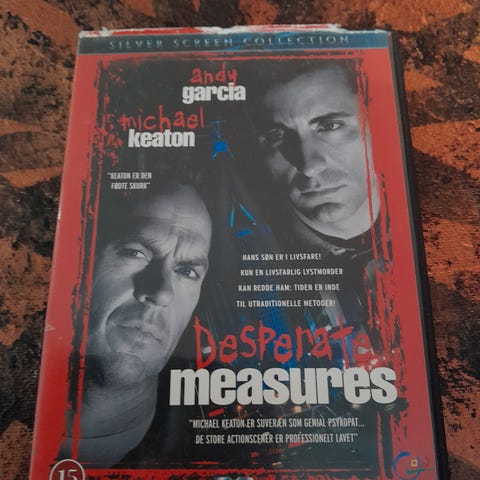 SILVER SCREEN COLLECTION
andy
garcia
michael
keaton
"KEATON ER DEN
FØDTE SKURK"
HANS SØN ER I LIVSFARE!
KUN EN LIVSFARLIG LYSTMORDER
KAN REDDE HAM: TIDEN ER INDE
TIL UTRADITIONELLE METODER!
Desperate
measures
"MICHAEL KEATON ER SUVERÆN SOM GENIAL PSYKOPAT...
DE STORE ACTIONSCENER ER PROFESSIONELT LAVET"
15